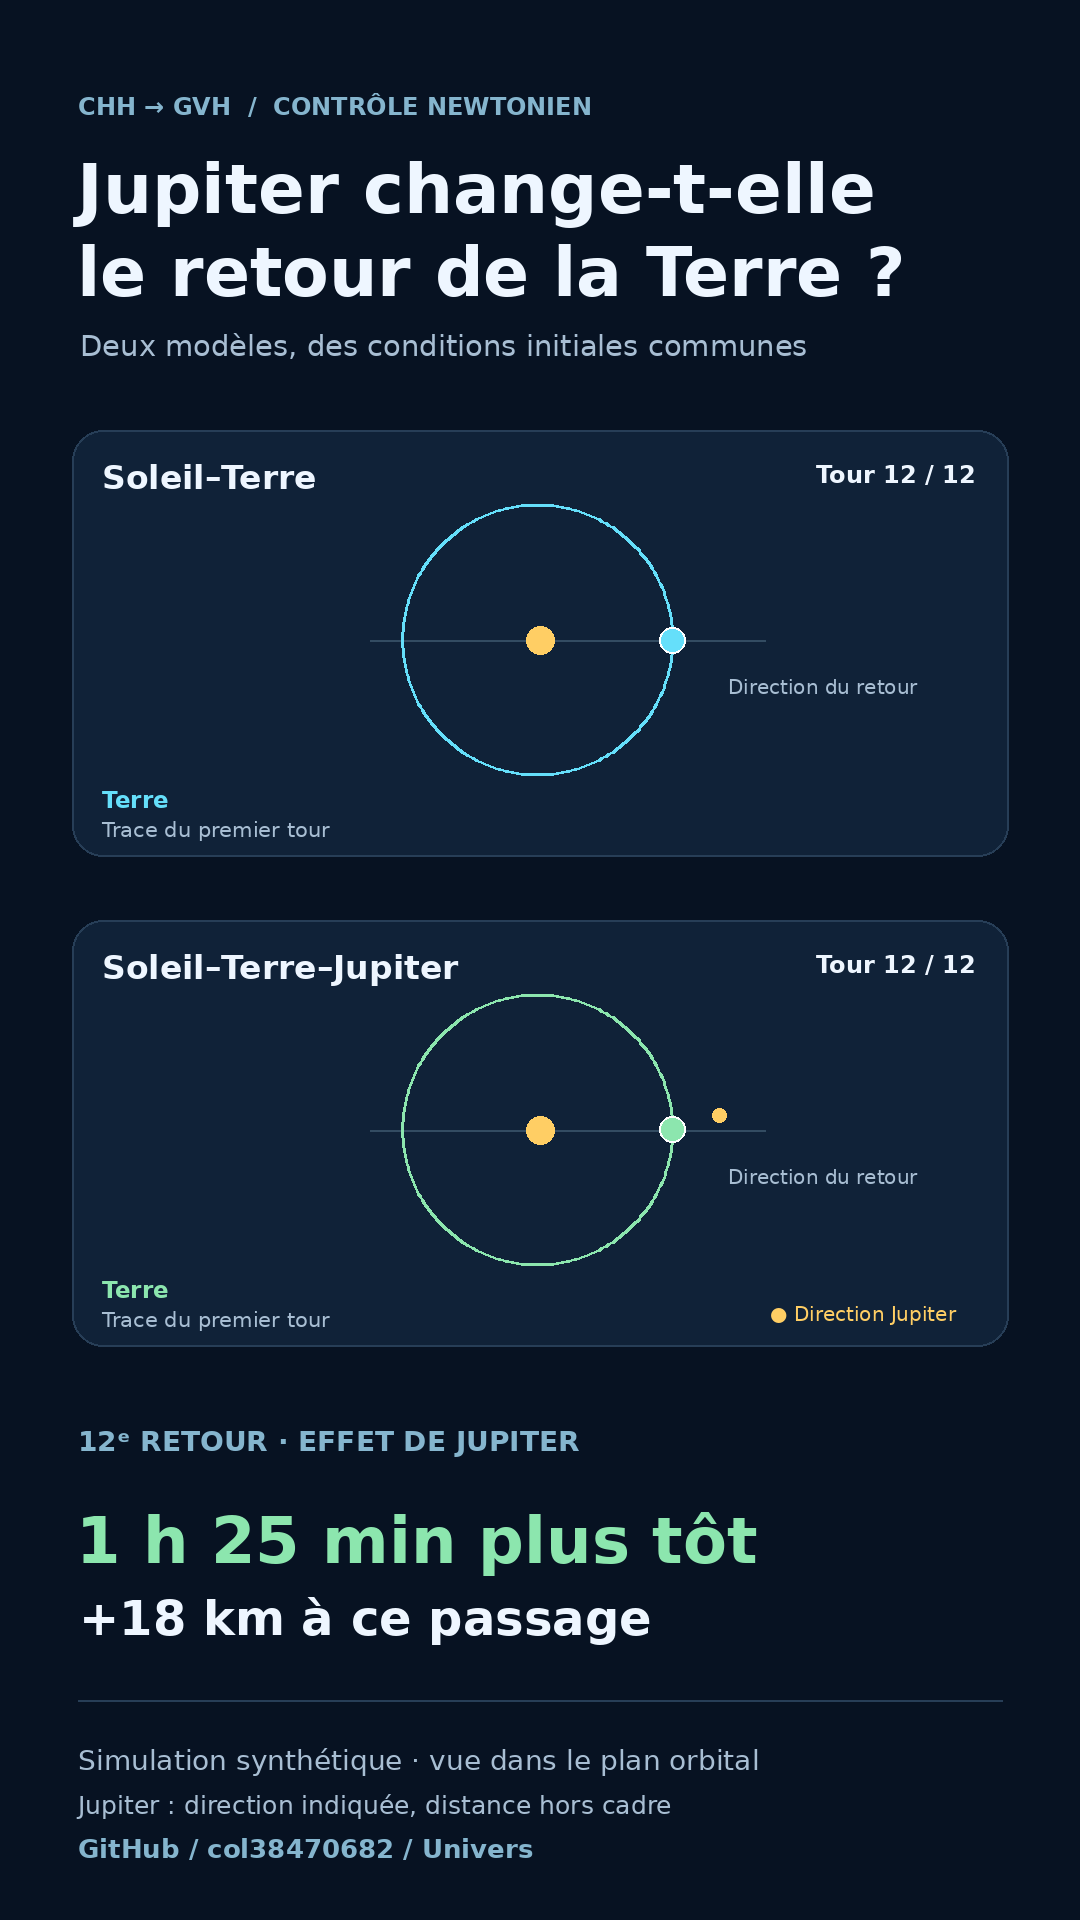 CHH → GVH / CONTRÔLE NEWTONIEN
Jupiter change-t-elle
le retour de la Terre ?
Deux modèles, des conditions initiales communes
Soleil–Terre
Tour 12 / 12
Direction du retour
Terre
Trace du premier tour
Soleil–Terre–Jupiter
Tour 12 / 12
Direction du retour
Terre
Trace du premier tour
Direction Jupiter
12ᵉ RETOUR · EFFET DE JUPITER
1 h 25 min plus tôt
+18 km à ce passage
Simulation synthétique · vue dans le plan orbital
Jupiter : direction indiquée, distance hors cadre
GitHub / col38470682 / Univers